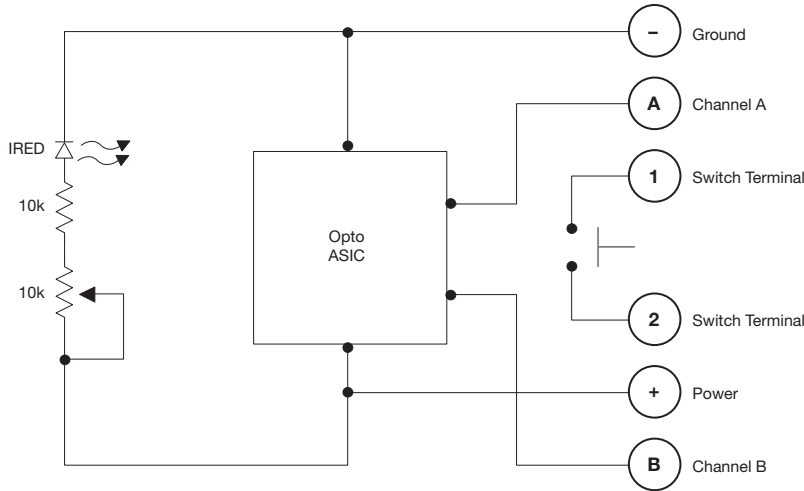 − Ground
A Channel A
IRED
1 Switch Terminal
10k
Opto
ASIC
10k
2 Switch Terminal
+ Power
B Channel B